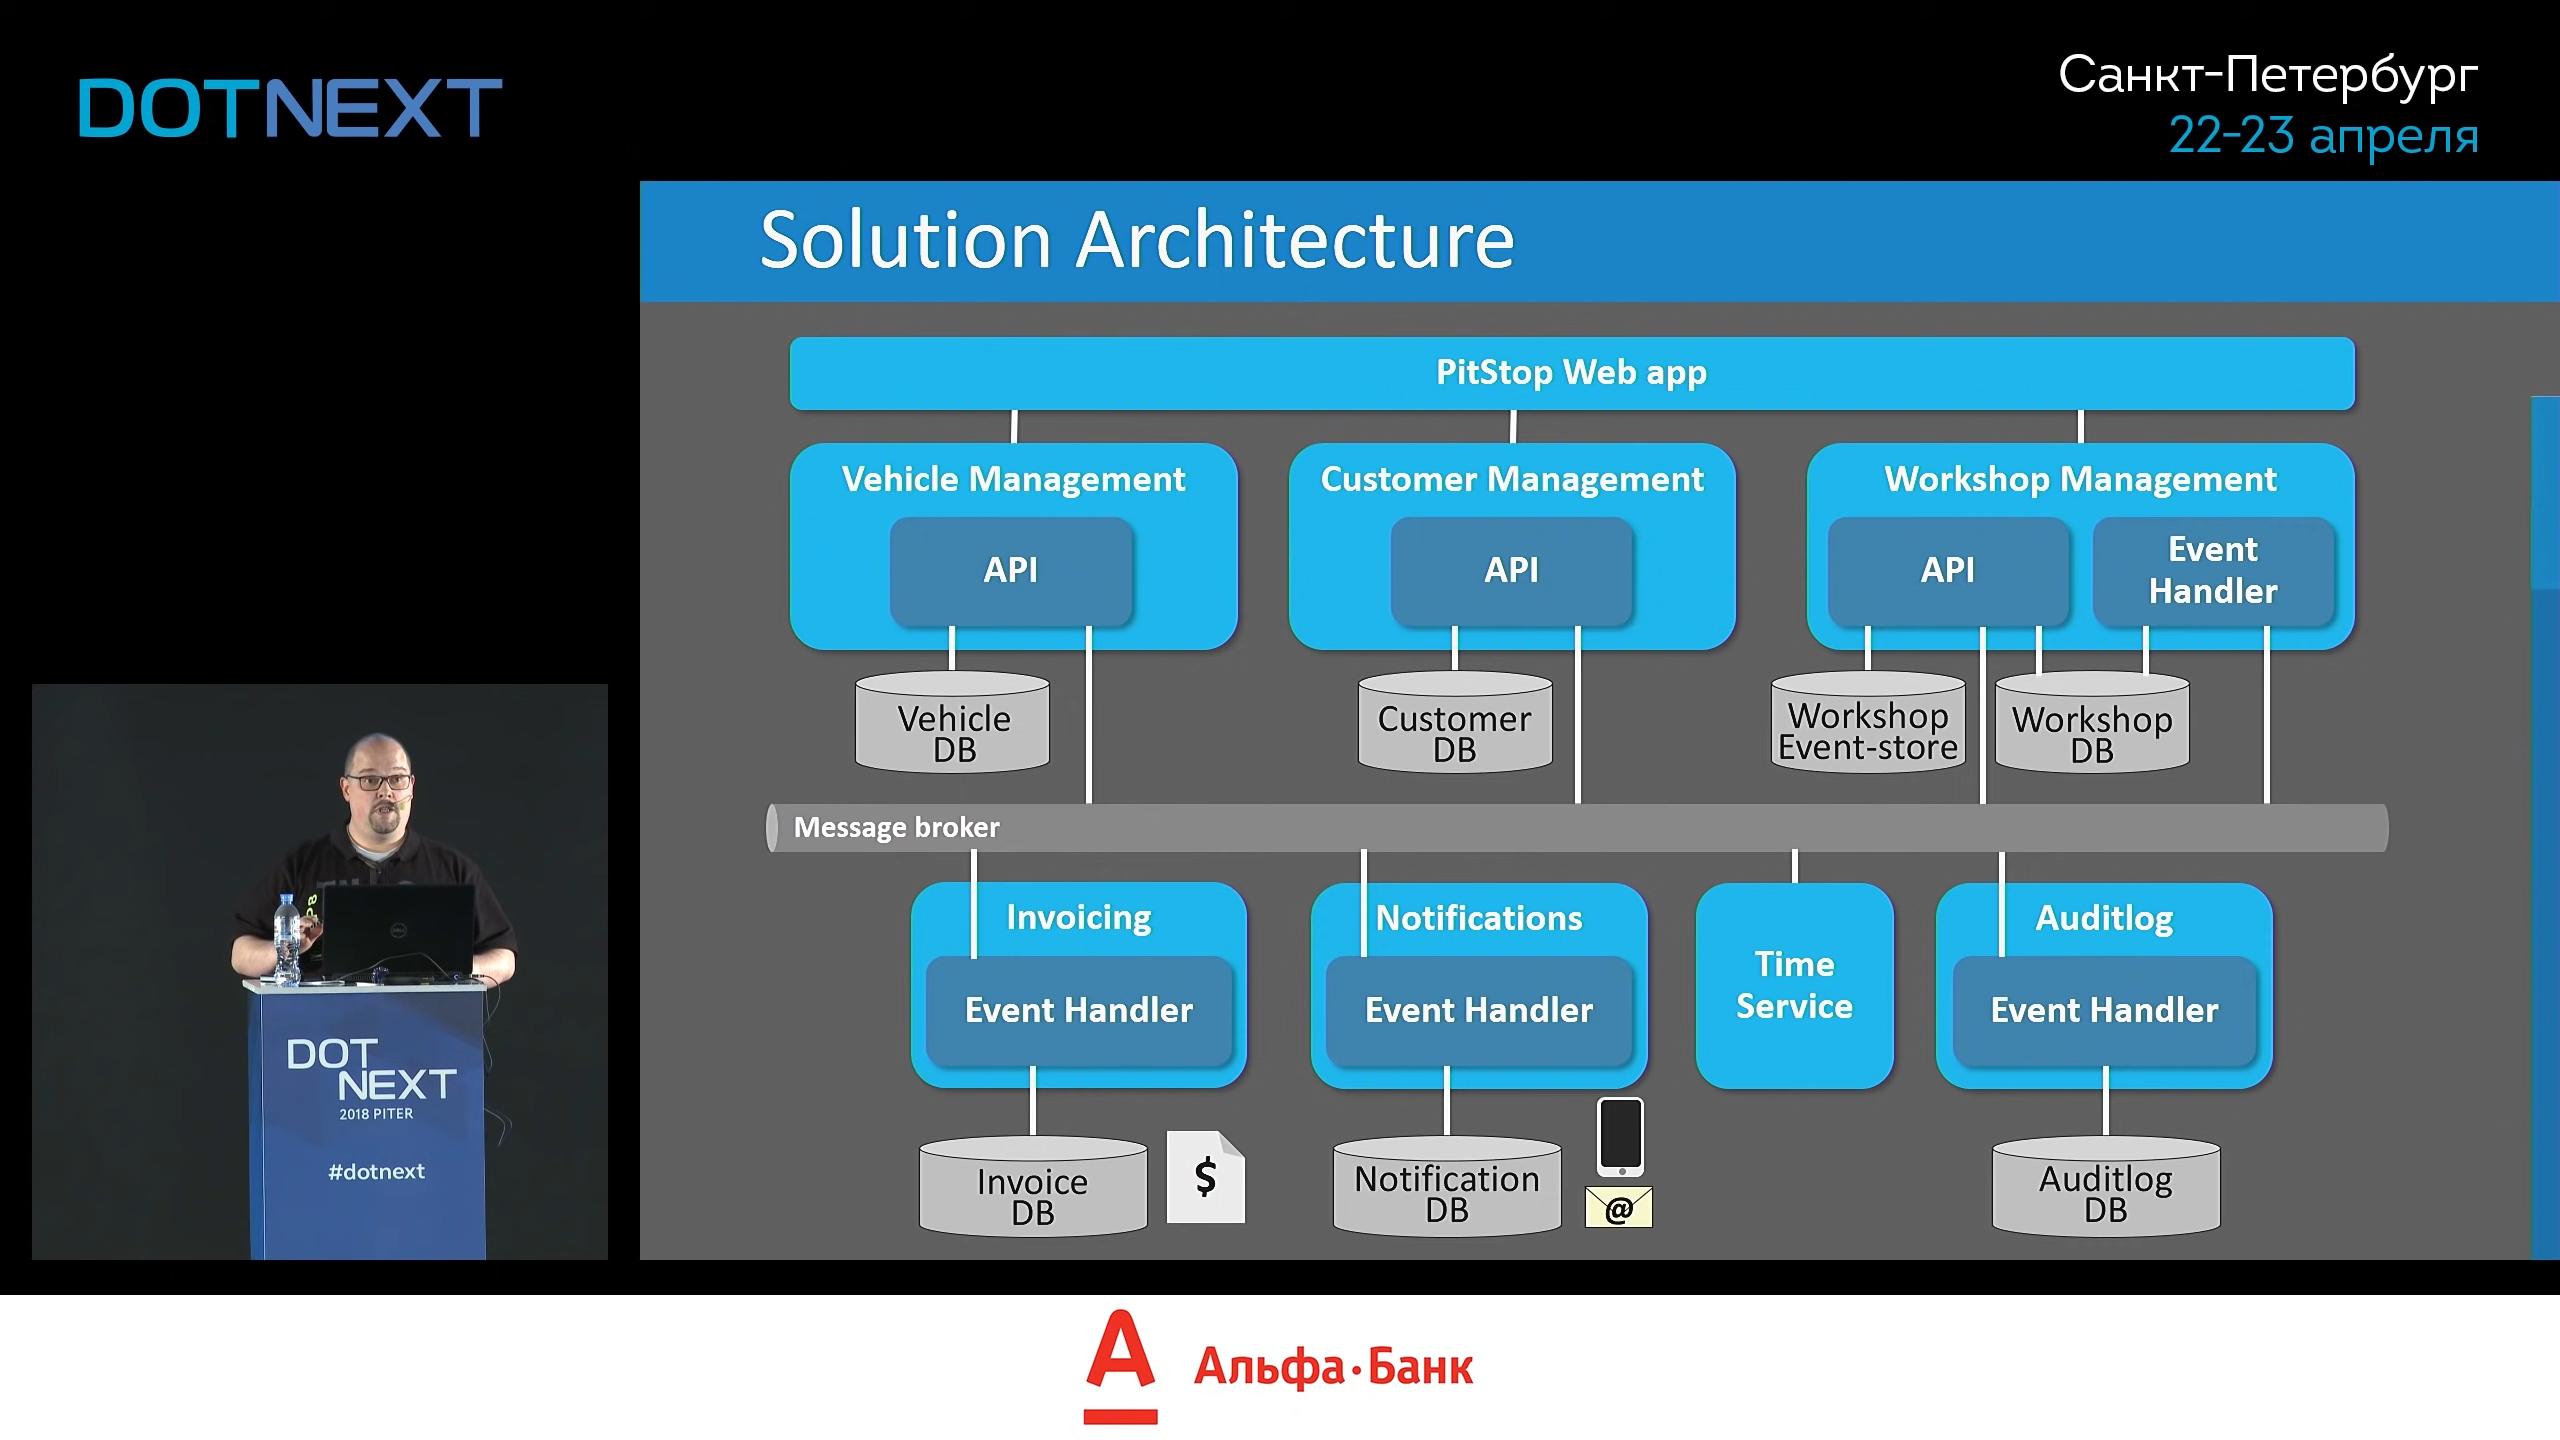 DOTNEXT
Санкт-Петербург
22-23 апреля
Solution Architecture
PitStop Web app
Vehicle Management
API
Customer Management
API
Workshop Management
API
Event
Handler
Vehicle
DB
Customer
DB
Workshop
Event-store
Workshop
DB
Message broker
Invoicing
Event Handler
Notifications
Event Handler
Time
Service
Auditlog
Event Handler
Invoice
DB
$
Notification
DB
@
Auditlog
DB
DOT
NEXT
2018 PITER
#dotnext
А
Альфа·Банк